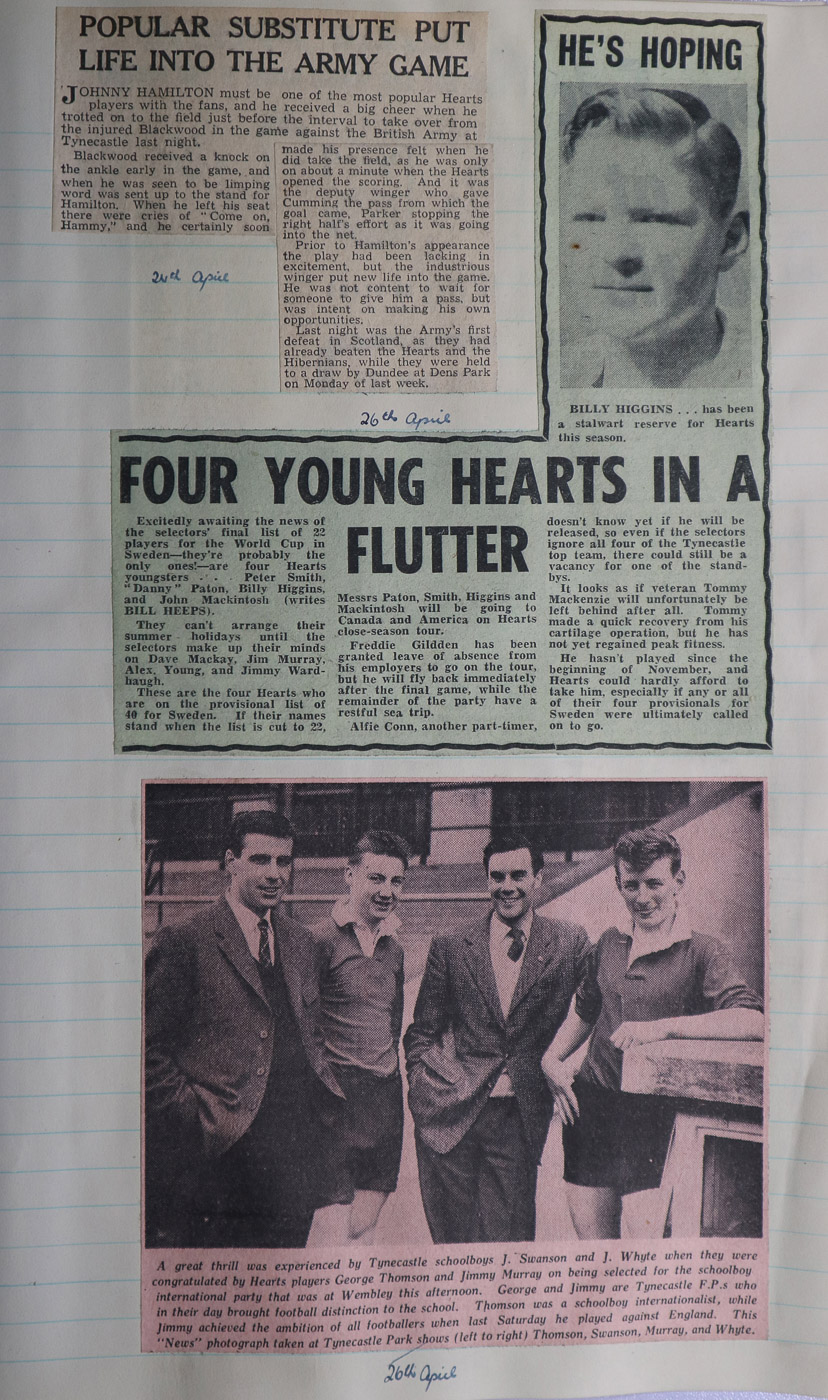 POPULAR SUBSTITUTE PUT
LIFE INTO THE ARMY GAME
JOHNNY HAMILTON must be one of the most popular Hearts
players with the fans, and he received a big cheer when he
trotted on to the field just before the interval to take over from
the injured Blackwood in the game against the British Army at
Tynecastle last night.
Blackwood received a knock on
the ankle early in the game, and
when he was seen to be limping
word was sent up to the stand for
Hamilton. When he left his seat
there were cries of "Come on,
Hammy," and he certainly soon
made his presence felt when he
did take the field, as he was only
on about a minute when the Hearts
opened the scoring. And it was
the deputy winger who gave
Cumming the pass from which the
goal came, Parker stopping the
right half's effort as it was going
into the net.
Prior to Hamilton's appearance
the play had been lacking in
excitement, but the industrious
winger put new life into the game.
He was not content to wait for
someone to give him a pass, but
was intent on making his own
opportunities.
Last night was the Army's first
defeat in Scotland, as they had
already beaten the Hearts and the
Hibernians, while they were held
to a draw by Dundee at Dens Park
on Monday of last week.
April
HE'S HOPING
BILLY HIGGINS . . . has been
a stalwart reserve for Hearts
this season.
26th April
FOUR YOUNG HEARTS IN A
FLUTTER
Excitedly awaiting the news of
the selectors' final list of 22
players for the World Cup in
Sweden—they're probably the
only ones!—are four Hearts
youngsters . . . Peter Smith,
"Danny" Paton, Billy Higgins,
and John Mackintosh (writes
BILL HEEPS).
They can't arrange their
summer holidays until the
selectors make up their minds
on Dave Mackay, Jim Murray,
Alex. Young, and Jimmy Ward-
haugh.
These are the four Hearts who
are on the provisional list of
40 for Sweden. If their names
stand when the list is cut to 22,
Messrs Paton, Smith, Higgins and
Mackintosh will be going to
Canada and America on Hearts
close-season tour.
Freddie Gildden has been
granted leave of absence from
his employers to go on the tour,
but he will fly back immediately
after the final game, while the
remainder of the party have a
restful sea trip.
Alfie Conn, another part-timer,
doesn't know yet if he will be
released, so even if the selectors
ignore all four of the Tynecastle
top team, there could still be a
vacancy for one of the stand-
bys.
It looks as if veteran Tommy
Mackenzie will unfortunately be
left behind after all. Tommy
made a quick recovery from his
cartilage operation, but he has
not yet regained peak fitness.
He hasn't played since the
beginning of November, and
Hearts could hardly afford to
take him, especially if any or all
of their four provisionals for
Sweden were ultimately called
on to go.
A great thrill was experienced by Tynecastle schoolboys J. Swanson and J. Whyte when they were
congratulated by Hearts players George Thomson and Jimmy Murray on being selected for the schoolboy
international party that was at Wembley this afternoon. George and Jimmy are Tynecastle F.P.s who
in their day brought football distinction to the school. Thomson was a schoolboy internationalist, while
Jimmy achieved the ambition of all footballers when last Saturday he played against England. This
"News" photograph taken at Tynecastle Park shows (left to right) Thomson, Swanson, Murray, and Whyte.
26th April